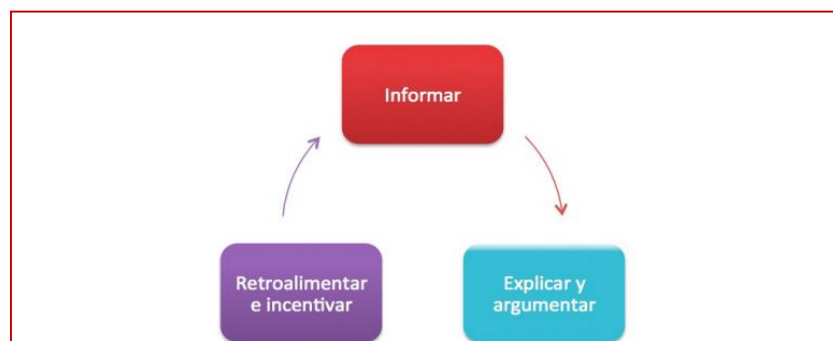 Informar
Retroalimentar
e incentivar
Explicar y
argumentar